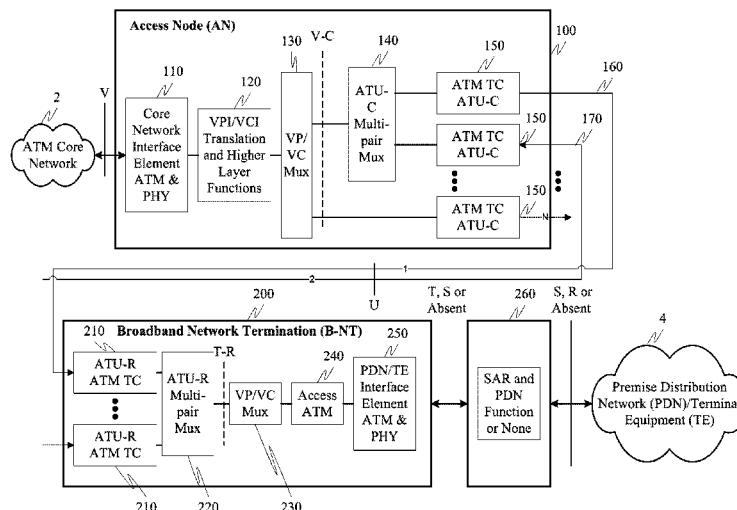 Access Node (AN)
130
V-C
140
150
100
160
2
V
110
120
ATM Core
Network
Core
Network
Interface
Element
ATM &
PHY
VPI/VCI
Translation
and Higher
Layer
Functions
VP/
VC
Mux
ATU-
C
Multi-
pair
Mux
ATM TC
ATU-C
150
170
ATM TC
ATU-C
150
ATM TC
ATU-C
N
1
2
U
200
T, S or
Absent
260
S, R or
Absent
Broadband Network Termination (B-NT)
210
T-R
240
250
4
ATU-R
ATM TC
ATU-R
Multi-
pair
Mux
VP/VC
Mux
Access
ATM
PDN/TE
Interface
Element
ATM &
PHY
SAR and
PDN
Function
or None
Premise Distribution
Network (PDN)/Terminal
Equipment (TE)
ATU-R
ATM TC
210
220
230